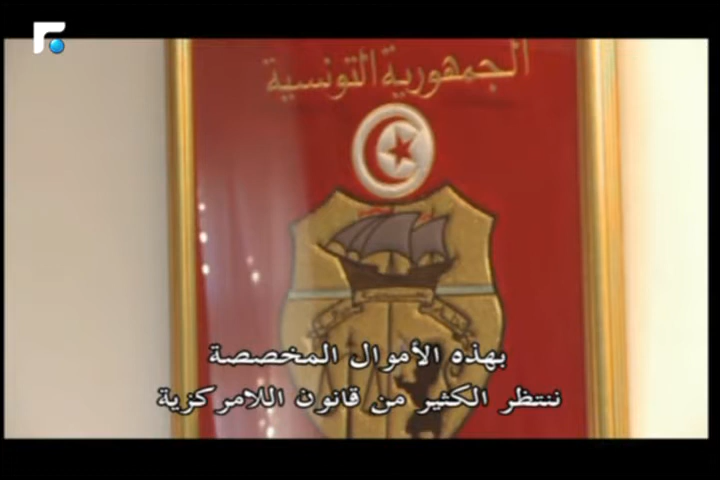 الجمهورية التونسية
بهذه الأموال المخصصة
ننتظر الكثير من قانون اللامركزية